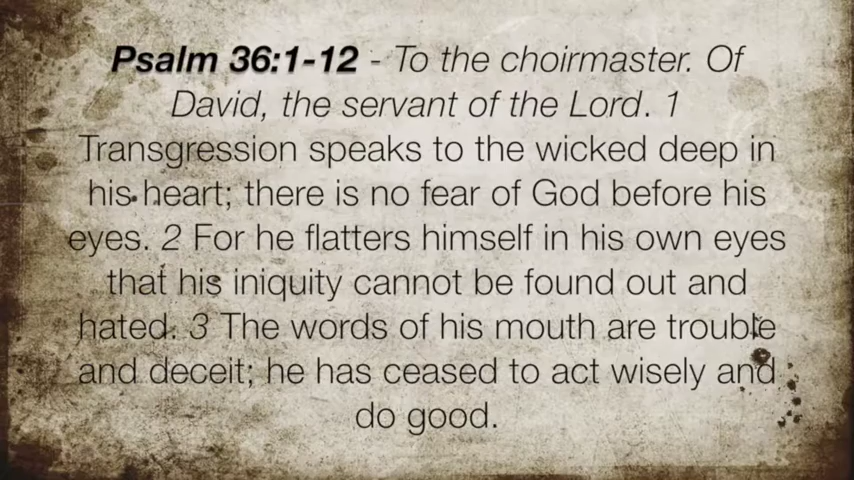 Psalm 36:1-12 - To the choirmaster. Of
David, the servant of the Lord. 1
Transgression speaks to the wicked deep in
his heart; there is no fear of God before his
eyes. 2 For he flatters himself in his own eyes
that his iniquity cannot be found out and
hated. 3 The words of his mouth are trouble
and deceit; he has ceased to act wisely and
do good.